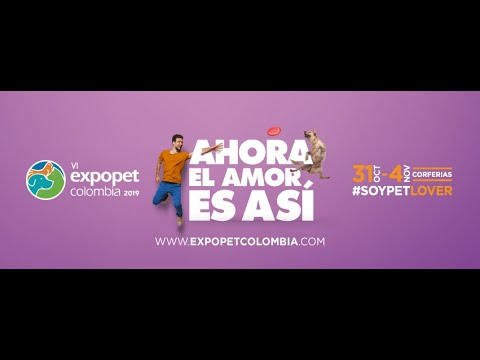 VI
expopet
colombia 2019
AHORA
EL AMOR
ES ASÍ
31 OCT - 4 NOV CORFERIAS
#SOYPETLOVER
WWW.EXPOPETCOLOMBIA.COM